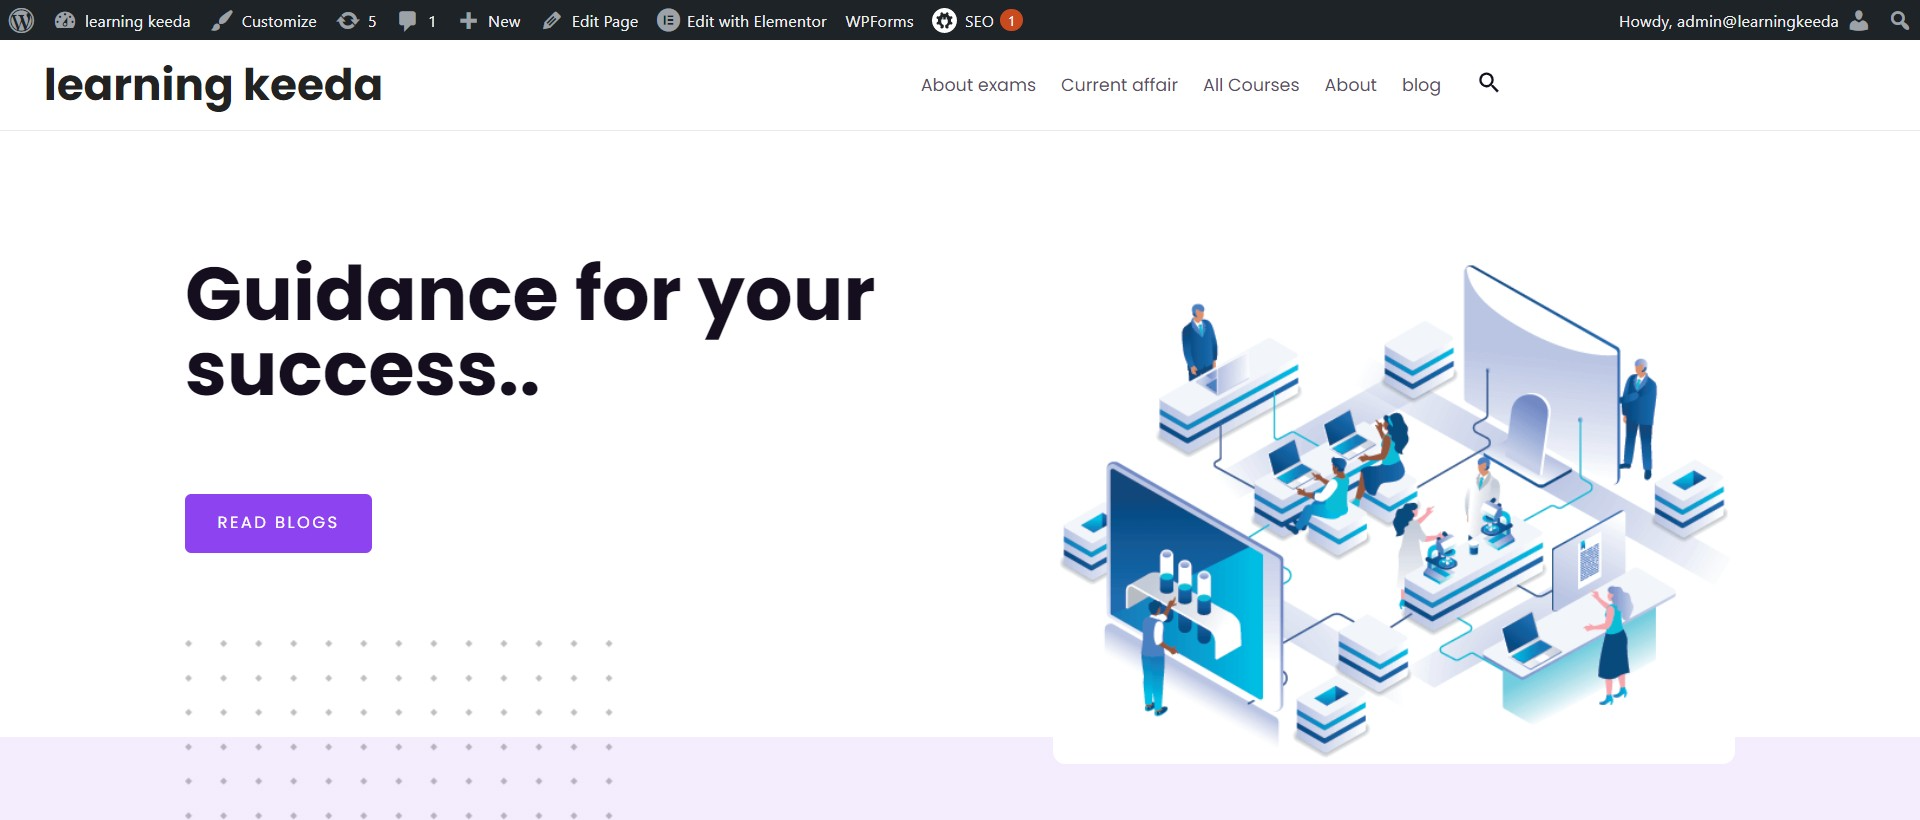 learning keeda Customize 5 1 New Edit Page Edit with Elementor WPForms SEO 1 Howdy, admin@learningkeeda
learning keeda About exams Current affair All Courses About blog
Guidance for your
success..
READ BLOGS